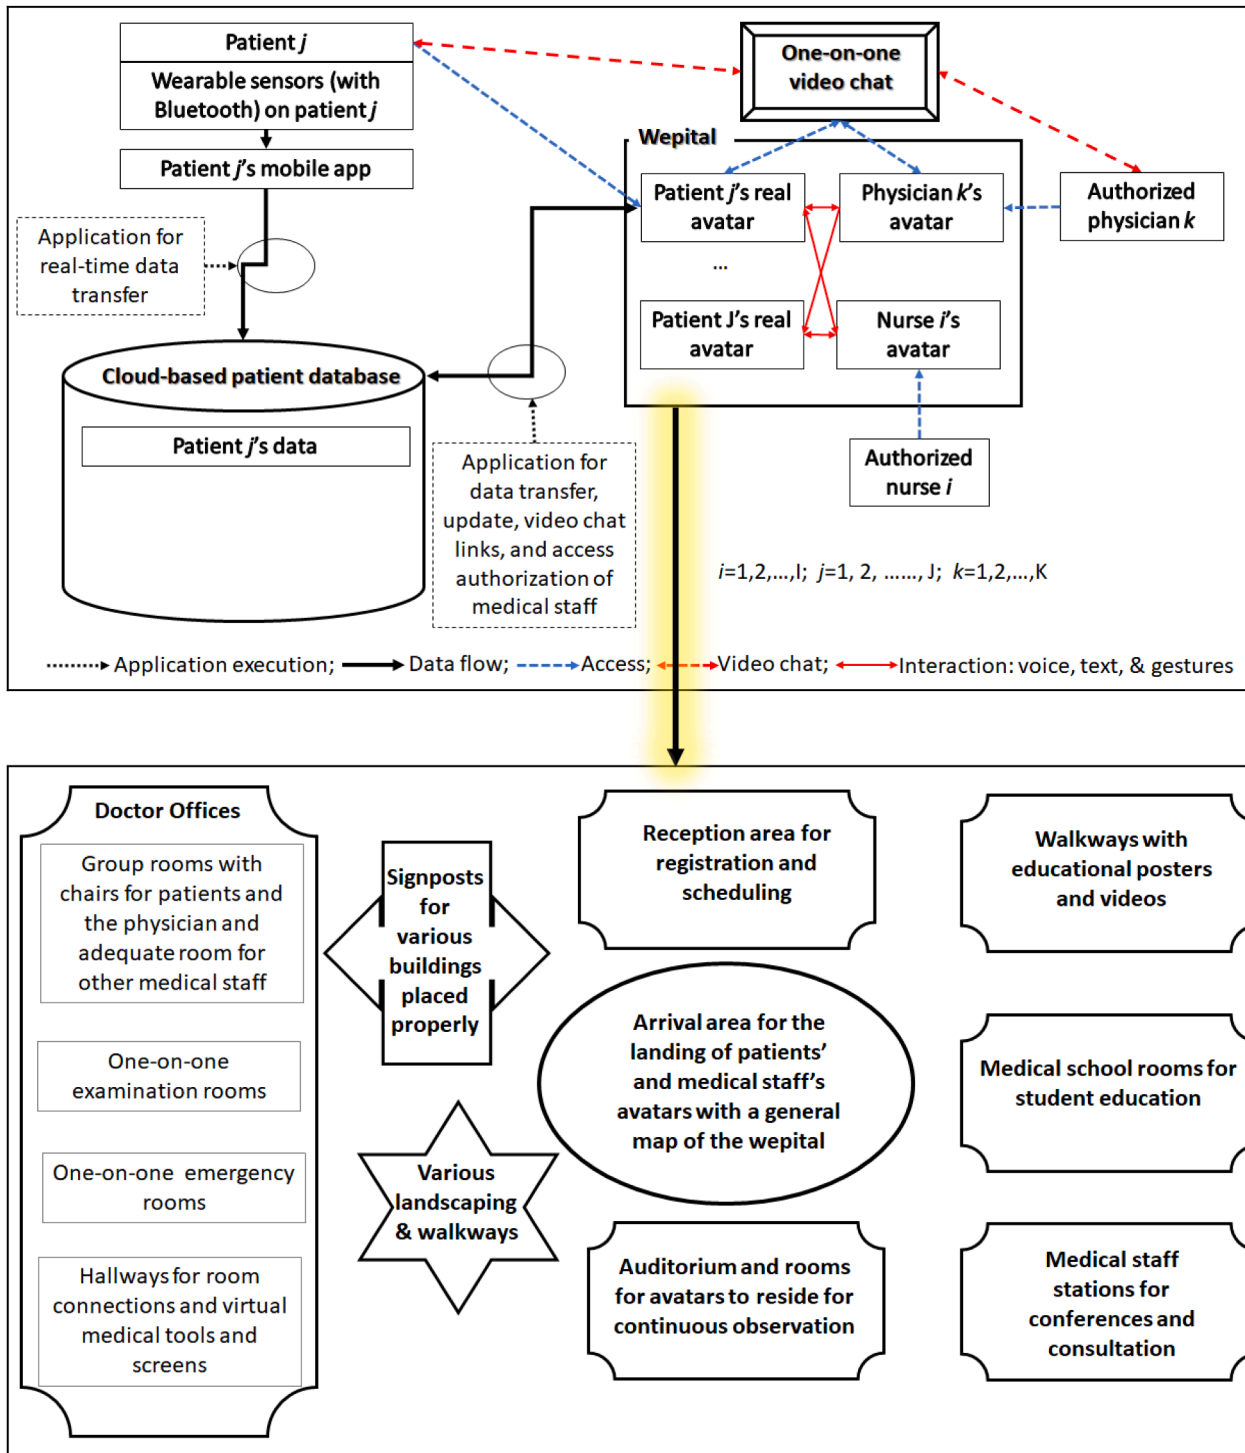 Patient j
Wearable sensors (with
Bluetooth) on patient j
Patient j's mobile app
Application for
real-time data
transfer
Cloud-based patient database
Patient j's data
One-on-one
video chat
Wepital
Patient j's real
avatar
Physician k's
avatar
Authorized
physician k
...
Patient J's real
avatar
Nurse i's
avatar
Authorized
nurse i
Application for
data transfer,
update, video chat
links, and access
authorization of
medical staff
i=1,2,...,I; j=1, 2, ......, J; k=1,2,...,K
Application execution; Data flow; Access; Video chat; Interaction: voice, text, & gestures
Doctor Offices
Group rooms with
chairs for patients and
the physician and
adequate room for
other medical staff
One-on-one
examination rooms
One-on-one emergency
rooms
Hallways for room
connections and virtual
medical tools and
screens
Signposts
for
various
buildings
placed
properly
Various
landscaping
& walkways
Reception area for
registration and
scheduling
Arrival area for the
landing of patients'
and medical staff's
avatars with a general
map of the wepital
Auditorium and rooms
for avatars to reside for
continuous observation
Walkways with
educational posters
and videos
Medical school rooms for
student education
Medical staff
stations for
conferences and
consultation